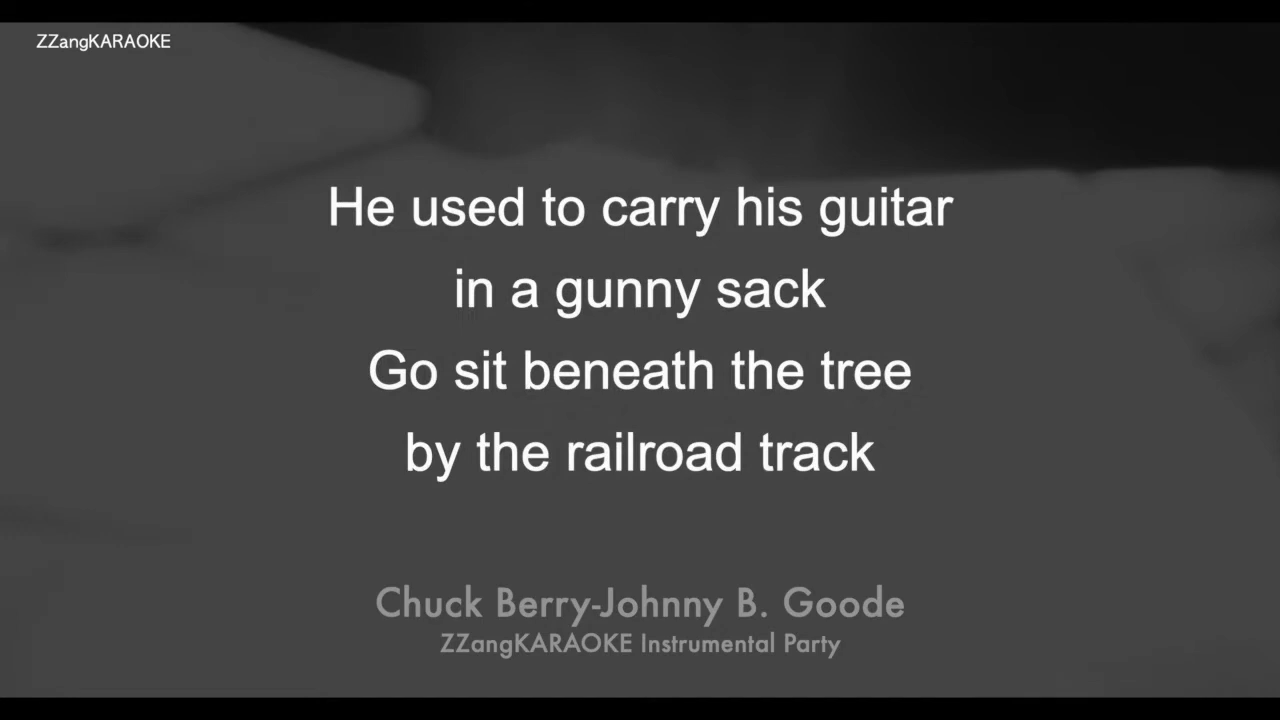 ZZangKARAOKE
He used to carry his guitar
in a gunny sack
Go sit beneath the tree
by the railroad track
Chuck Berry-Johnny B. Goode
ZZangKARAOKE Instrumental Party